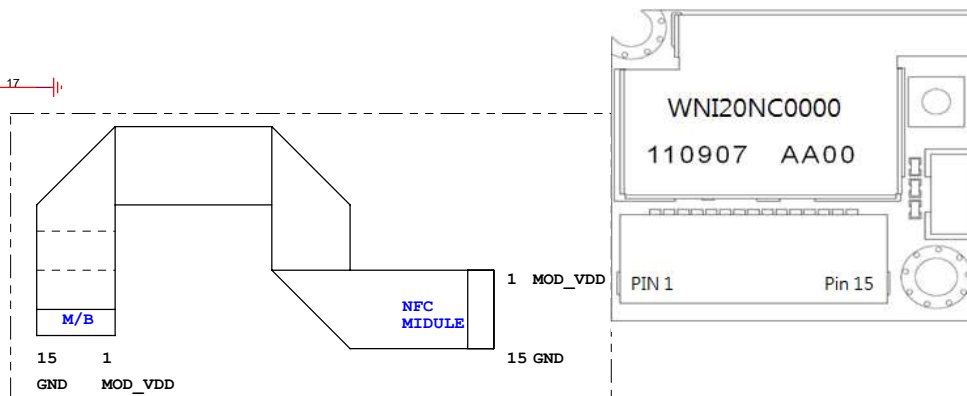 17
WNI20NC0000
110907 AA00
PIN 1 Pin 15
1 MOD_VDD
NFC
MIDULE
M/B
15 GND
15 1
GND MOD_VDD